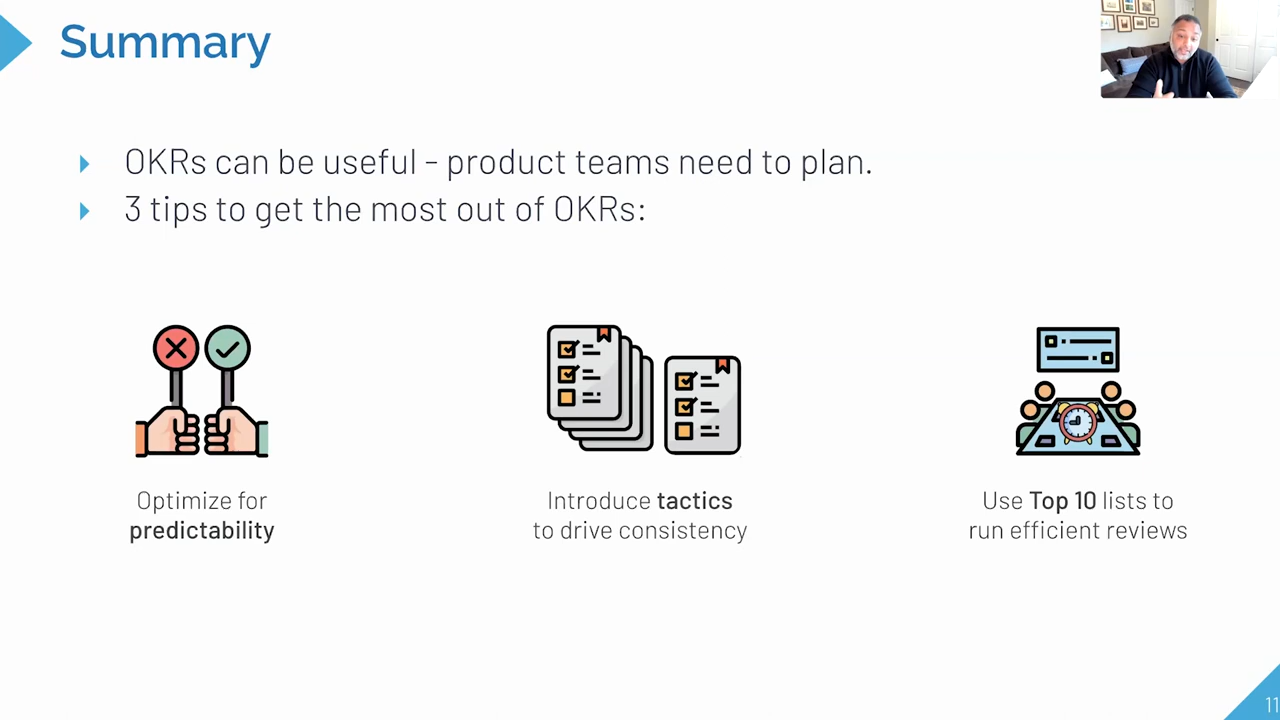 Summary
OKRs can be useful - product teams need to plan.
3 tips to get the most out of OKRs:
Optimize for
predictability
Introduce tactics
to drive consistency
Use Top 10 lists to
run efficient reviews
11